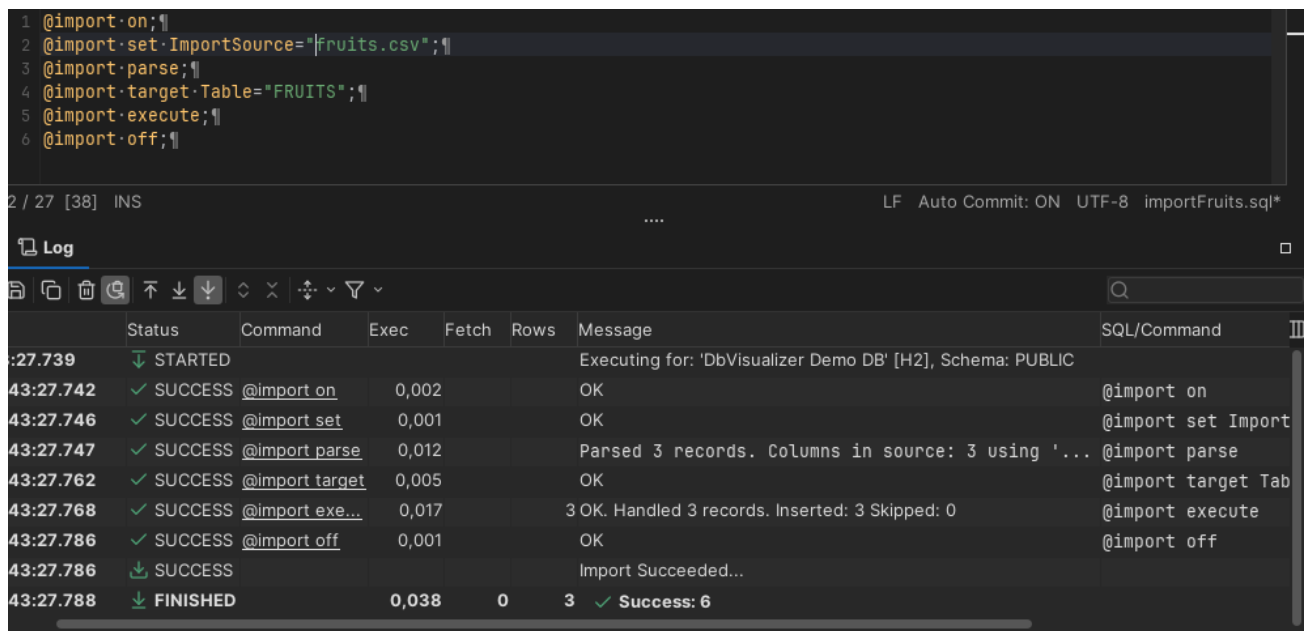 1 @import·on;¶
2 @import·set·ImportSource="fruits.csv";¶
3 @import·parse;¶
4 @import·target·Table="FRUITS";¶
5 @import·execute;¶
6 @import·off;¶
2 / 27 [38] INS LF Auto Commit: ON UTF-8 importFruits.sql*
Log
Status Command Exec Fetch Rows Message SQL/Command
:27.739 STARTED Executing for: 'DbVisualizer Demo DB' [H2], Schema: PUBLIC
43:27.742 SUCCESS @import on 0,002 OK @import on
43:27.746 SUCCESS @import set 0,001 OK @import set Import
43:27.747 SUCCESS @import parse 0,012 Parsed 3 records. Columns in source: 3 using '... @import parse
43:27.762 SUCCESS @import target 0,005 OK @import target Tab
43:27.768 SUCCESS @import exe... 0,017 3 OK. Handled 3 records. Inserted: 3 Skipped: 0 @import execute
43:27.786 SUCCESS @import off 0,001 OK @import off
43:27.786 SUCCESS Import Succeeded...
43:27.788 FINISHED 0,038 0 3 Success: 6